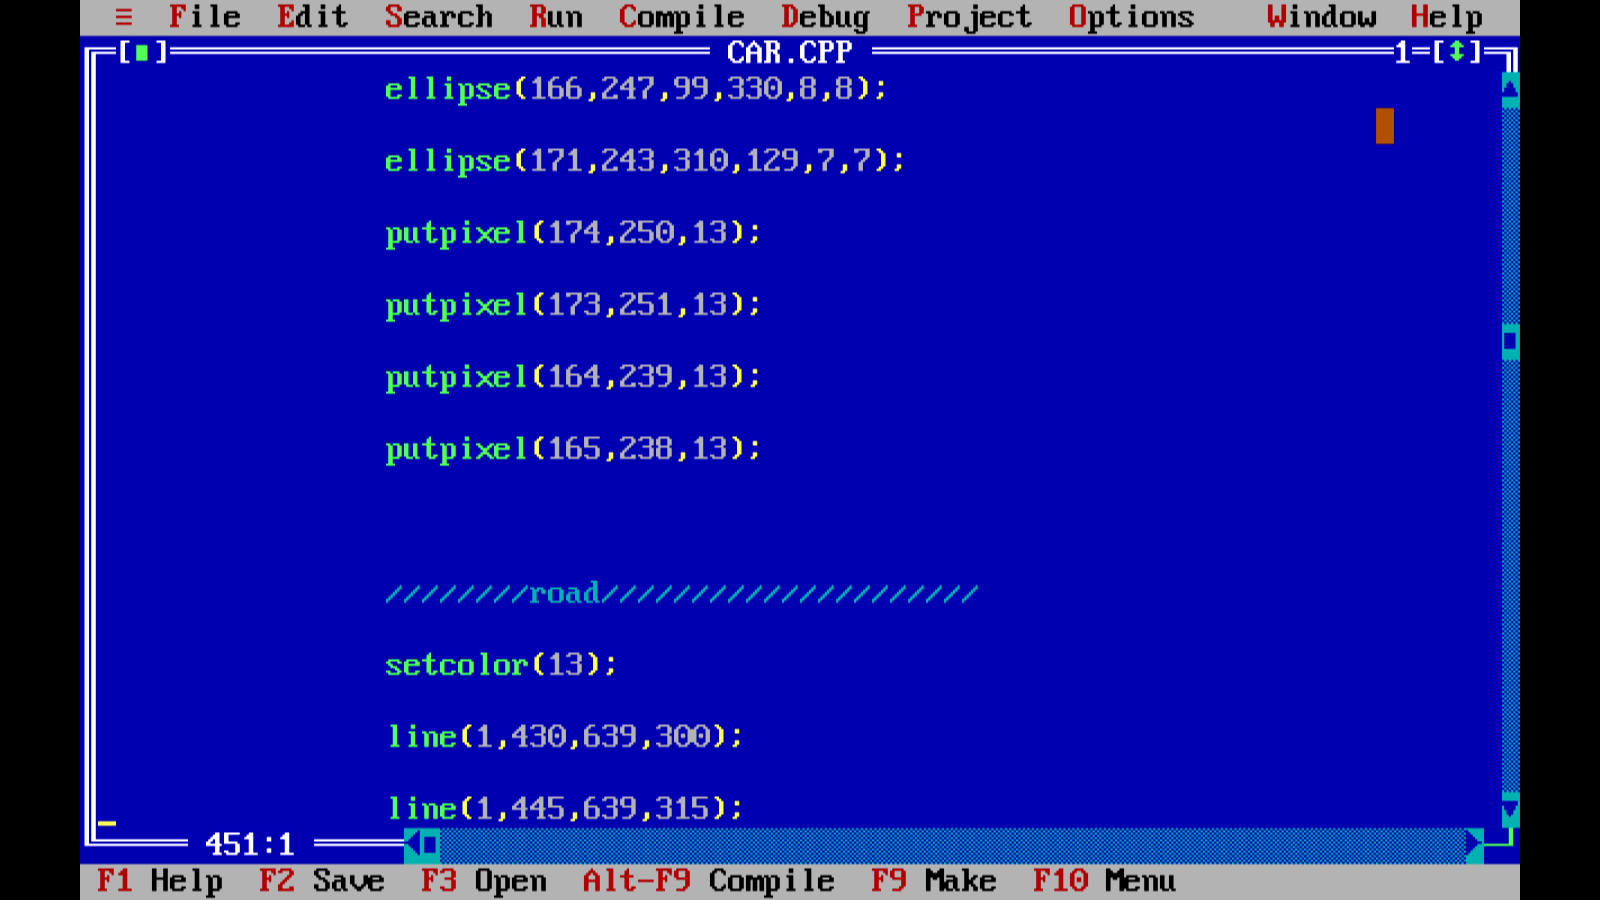 ≡ File Edit Search Run Compile Debug Project Options Window Help
[■] CAR.CPP 1=[↕]
ellipse(166,247,99,330,8,8);
ellipse(171,243,310,129,7,7);
putpixel(174,250,13);
putpixel(173,251,13);
putpixel(164,239,13);
putpixel(165,238,13);
////////road/////////////////////
setcolor(13);
line(1,430,639,300);
line(1,445,639,315);
451:1
F1 Help F2 Save F3 Open Alt-F9 Compile F9 Make F10 Menu